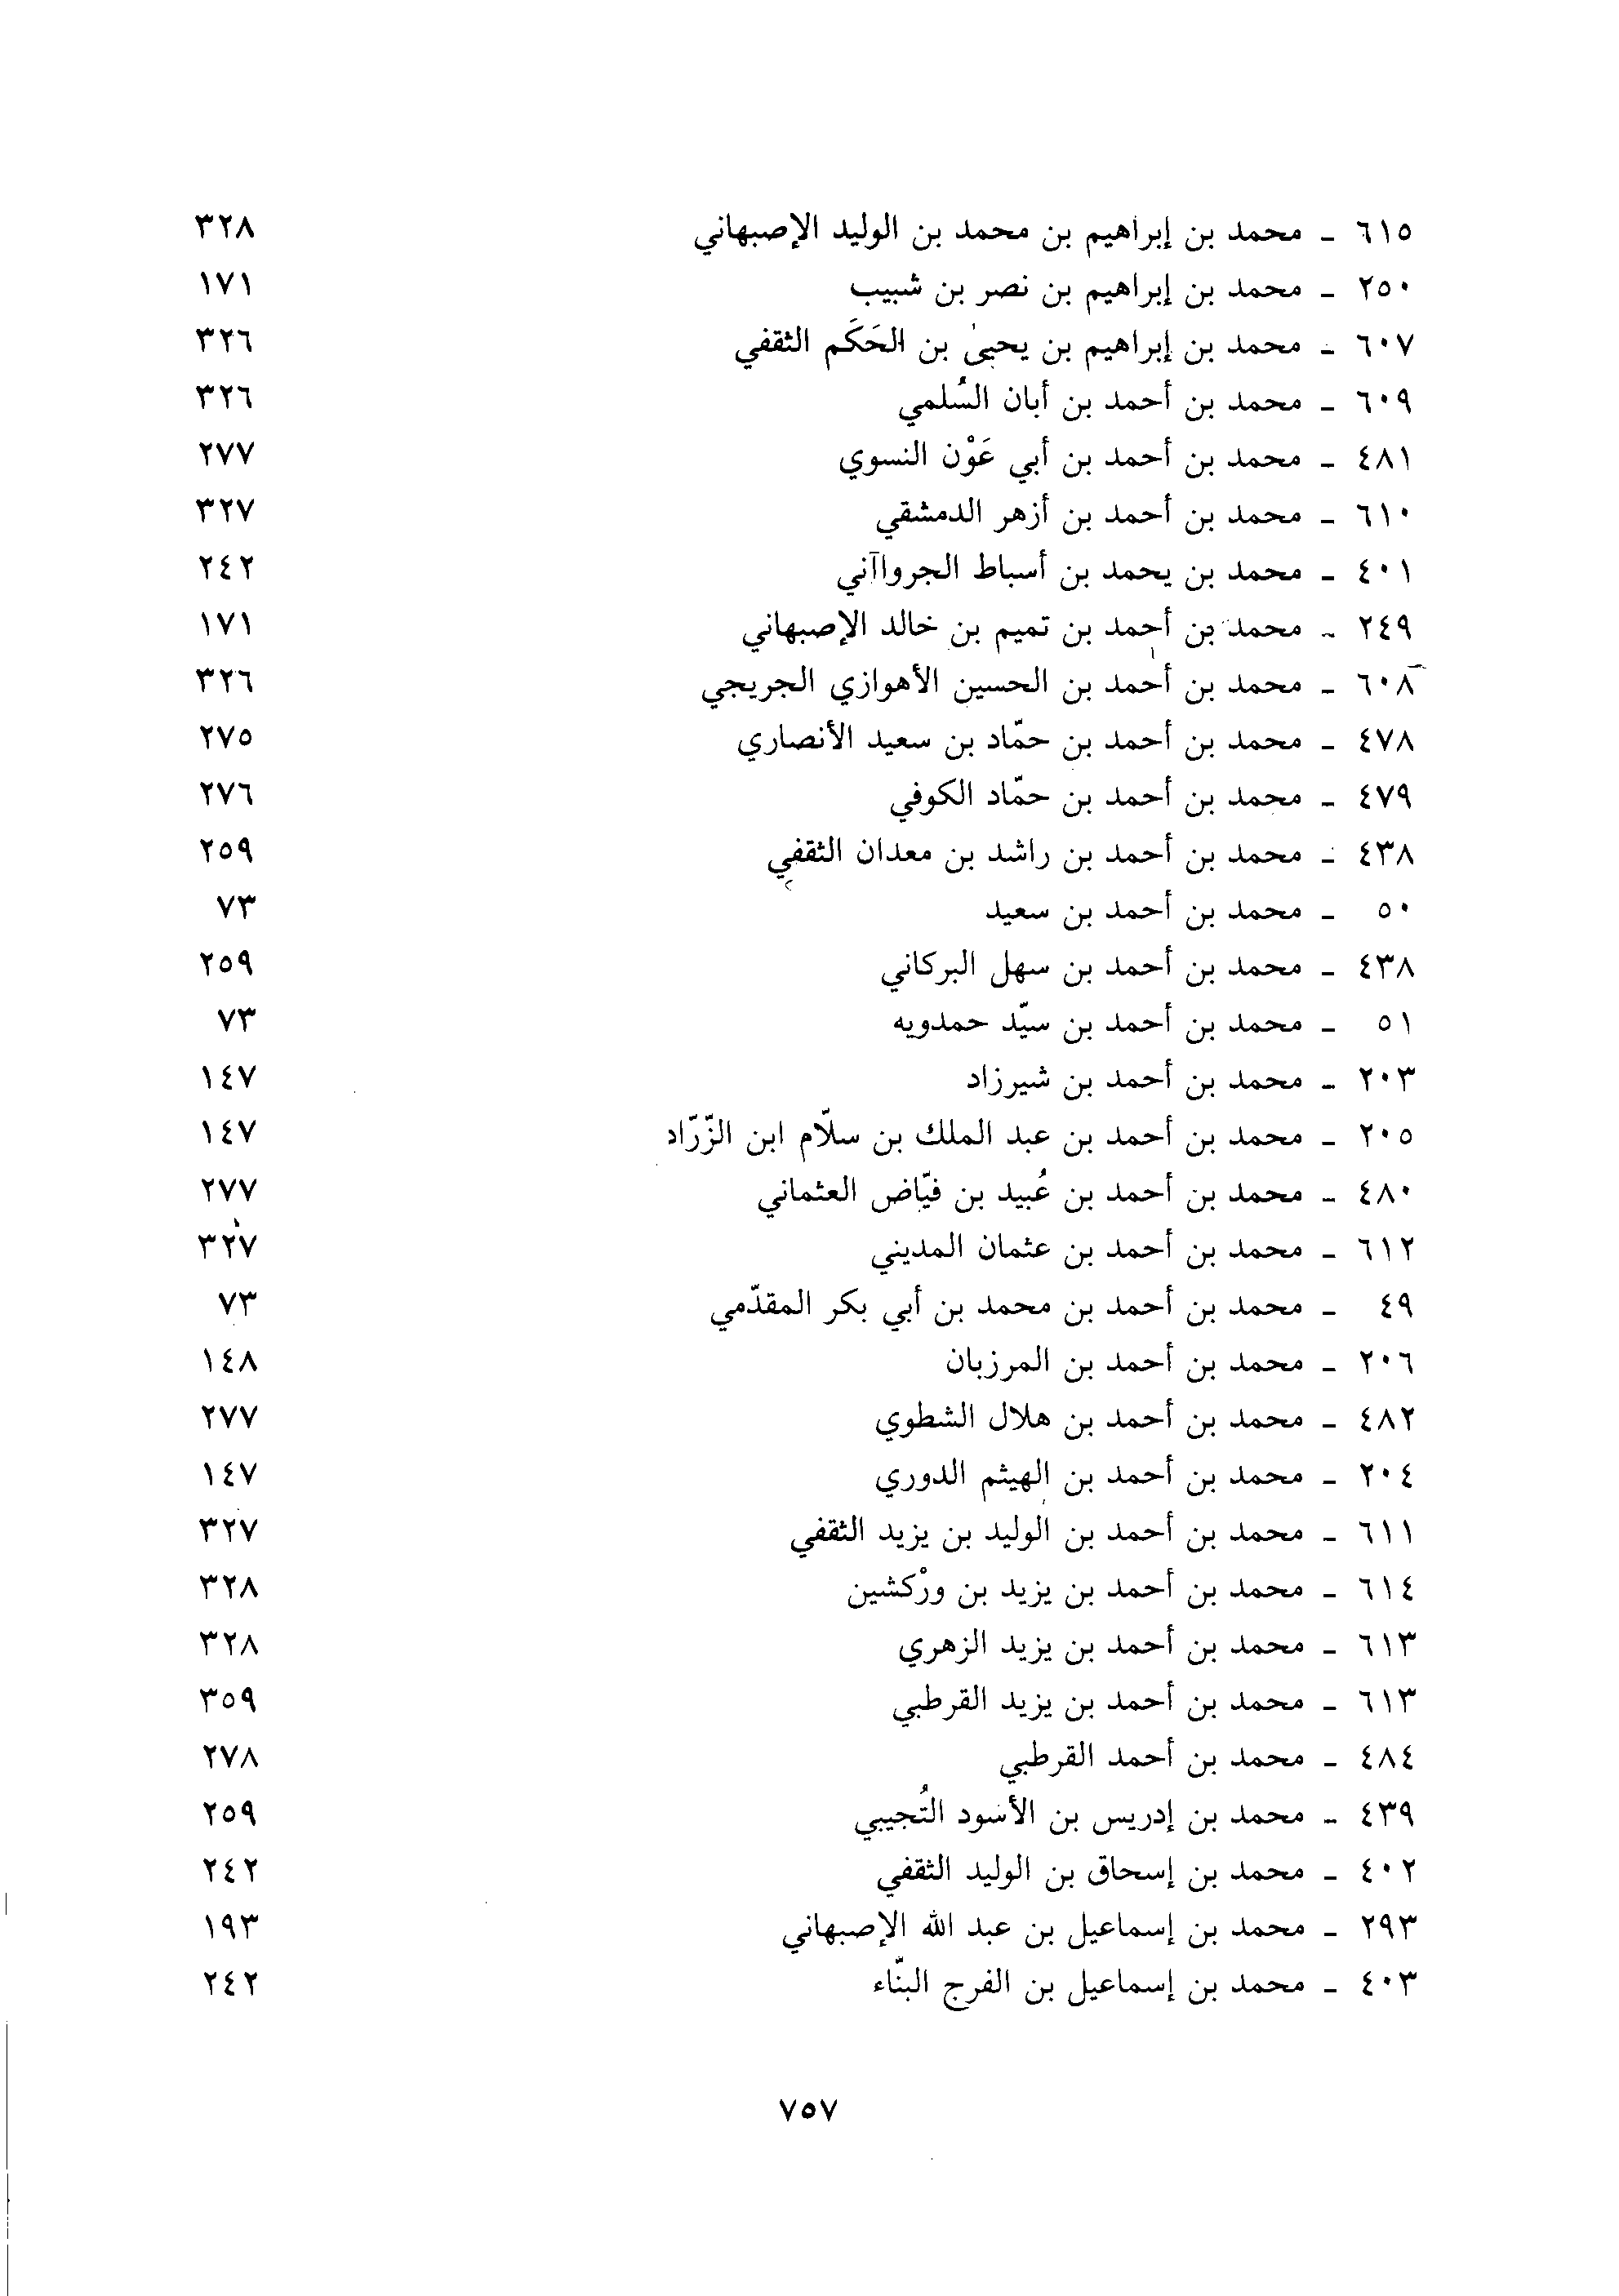 ٦١٥ - محمد بن إبراهيم بن محمد بن الوليد الإصبهاني ٣٢٨
٢٥٠ - محمد بن إبراهيم بن نصر بن شبيب ١٧١
٦٠٧ - محمد بن إبراهيم بن يحيىٰ بن الحَكَم الثقفي ٣٢٦
٦٠٩ - محمد بن أحمد بن أبان السُلمي ٣٢٦
٤٨١ - محمد بن أحمد بن أبي عَوْن النسوي ٢٧٧
٦١٠ - محمد بن أحمد بن أزهر الدمشقي ٣٢٧
٤٠١ - محمد بن يحمد بن أسباط الجرواآني ٢٤٢
٢٤٩ - محمد بن أحمد بن تميم بن خالد الإصبهاني ١٧١
٦٠٨ - محمد بن أحمد بن الحسين الأهوازي الجريجي ٣٢٦
٤٧٨ - محمد بن أحمد بن حمّاد بن سعيد الأنصاري ٢٧٥
٤٧٩ - محمد بن أحمد بن حمّاد الكوفي ٢٧٦
٤٣٨ - محمد بن أحمد بن راشد بن معدان الثقفي ٢٥٩
٥٠ - محمد بن أحمد بن سعيد ٧٣
٤٣٨ - محمد بن أحمد بن سهل البركاني ٢٥٩
٥١ - محمد بن أحمد بن سيّد حمدويه ٧٣
٢٠٣ - محمد بن أحمد بن شيرزاد ١٤٧
٢٠٥ - محمد بن أحمد بن عبد الملك بن سلاّم ابن الزّرّاد ١٤٧
٤٨٠ - محمد بن أحمد بن عُبيد بن فيّاض العثماني ٢٧٧
٦١٢ - محمد بن أحمد بن عثمان المديني ٣٢٧
٤٩ - محمد بن أحمد بن محمد بن أبي بكر المقدّمي ٧٣
٢٠٦ - محمد بن أحمد بن المرزبان ١٤٨
٤٨٢ - محمد بن أحمد بن هلال الشطوي ٢٧٧
٢٠٤ - محمد بن أحمد بن الهيثم الدوري ١٤٧
٦١١ - محمد بن أحمد بن الوليد بن يزيد الثقفي ٣٢٧
٦١٤ - محمد بن أحمد بن يزيد بن ورْكشين ٣٢٨
٦١٣ - محمد بن أحمد بن يزيد الزهري ٣٢٨
٦١٣ - محمد بن أحمد بن يزيد القرطبي ٣٥٩
٤٨٤ - محمد بن أحمد القرطبي ٢٧٨
٤٣٩ - محمد بن إدريس بن الأسود التُجيبي ٢٥٩
٤٠٢ - محمد بن إسحاق بن الوليد الثقفي ٢٤٢
٢٩٣ - محمد بن إسماعيل بن عبد الله الإصبهاني ١٩٣
٤٠٣ - محمد بن إسماعيل بن الفرج البنّاء ٢٤٢
٧٥٧